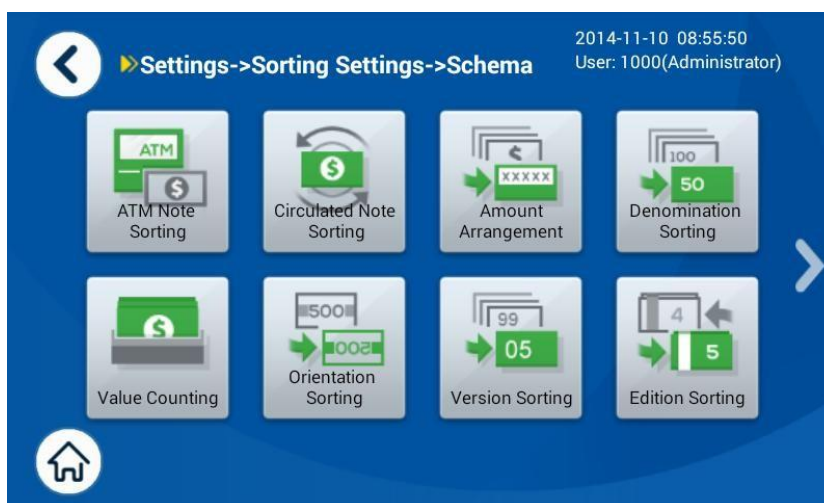 2014-11-10 08:55:50
Settings->Sorting Settings->Schema
User: 1000(Administrator)
ATM
ATM Note
Sorting
Circulated Note
Sorting
XXXXX
Amount
Arrangement
100
50
Denomination
Sorting
Value Counting
500
500
Orientation
Sorting
99
05
Version Sorting
4
5
Edition Sorting